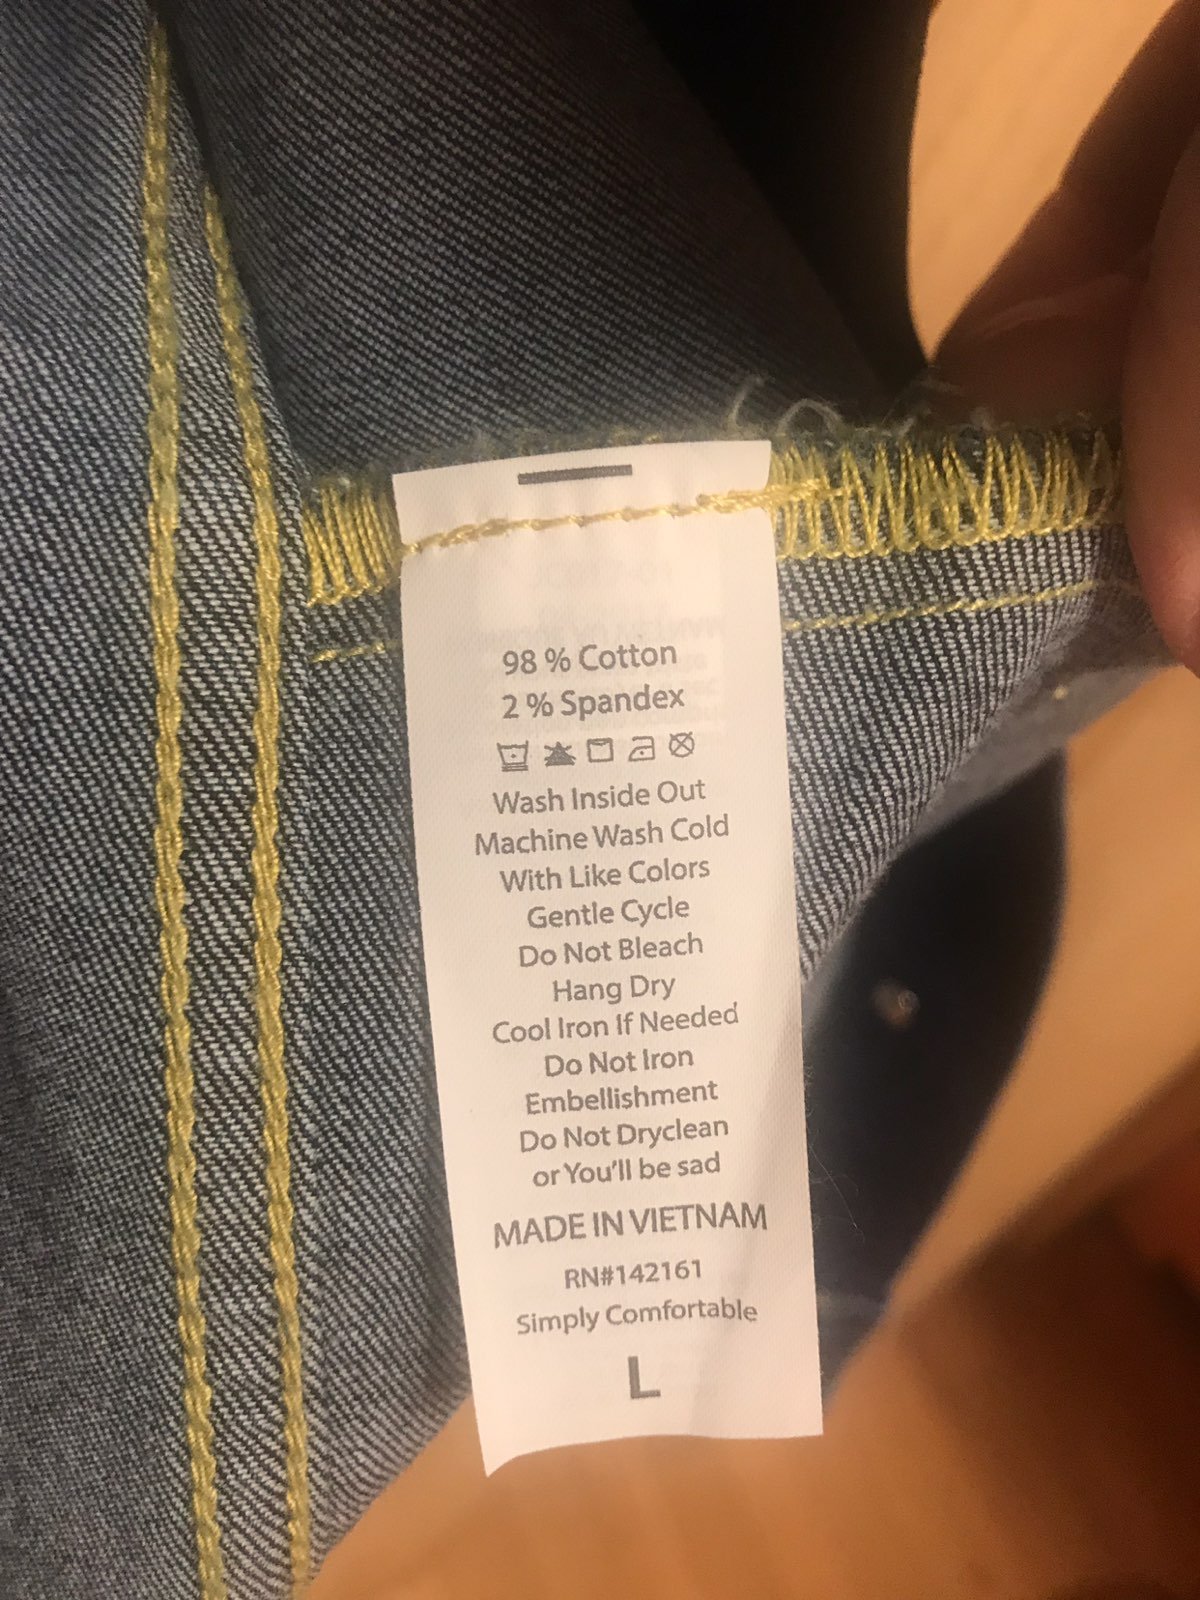 98 % Cotton
2 % Spandex
Wash Inside Out
Machine Wash Cold
With Like Colors
Gentle Cycle
Do Not Bleach
Hang Dry
Cool Iron If Needed
Do Not Iron
Embellishment
Do Not Dryclean
or You'll be sad
MADE IN VIETNAM
RN#142161
Simply Comfortable
L